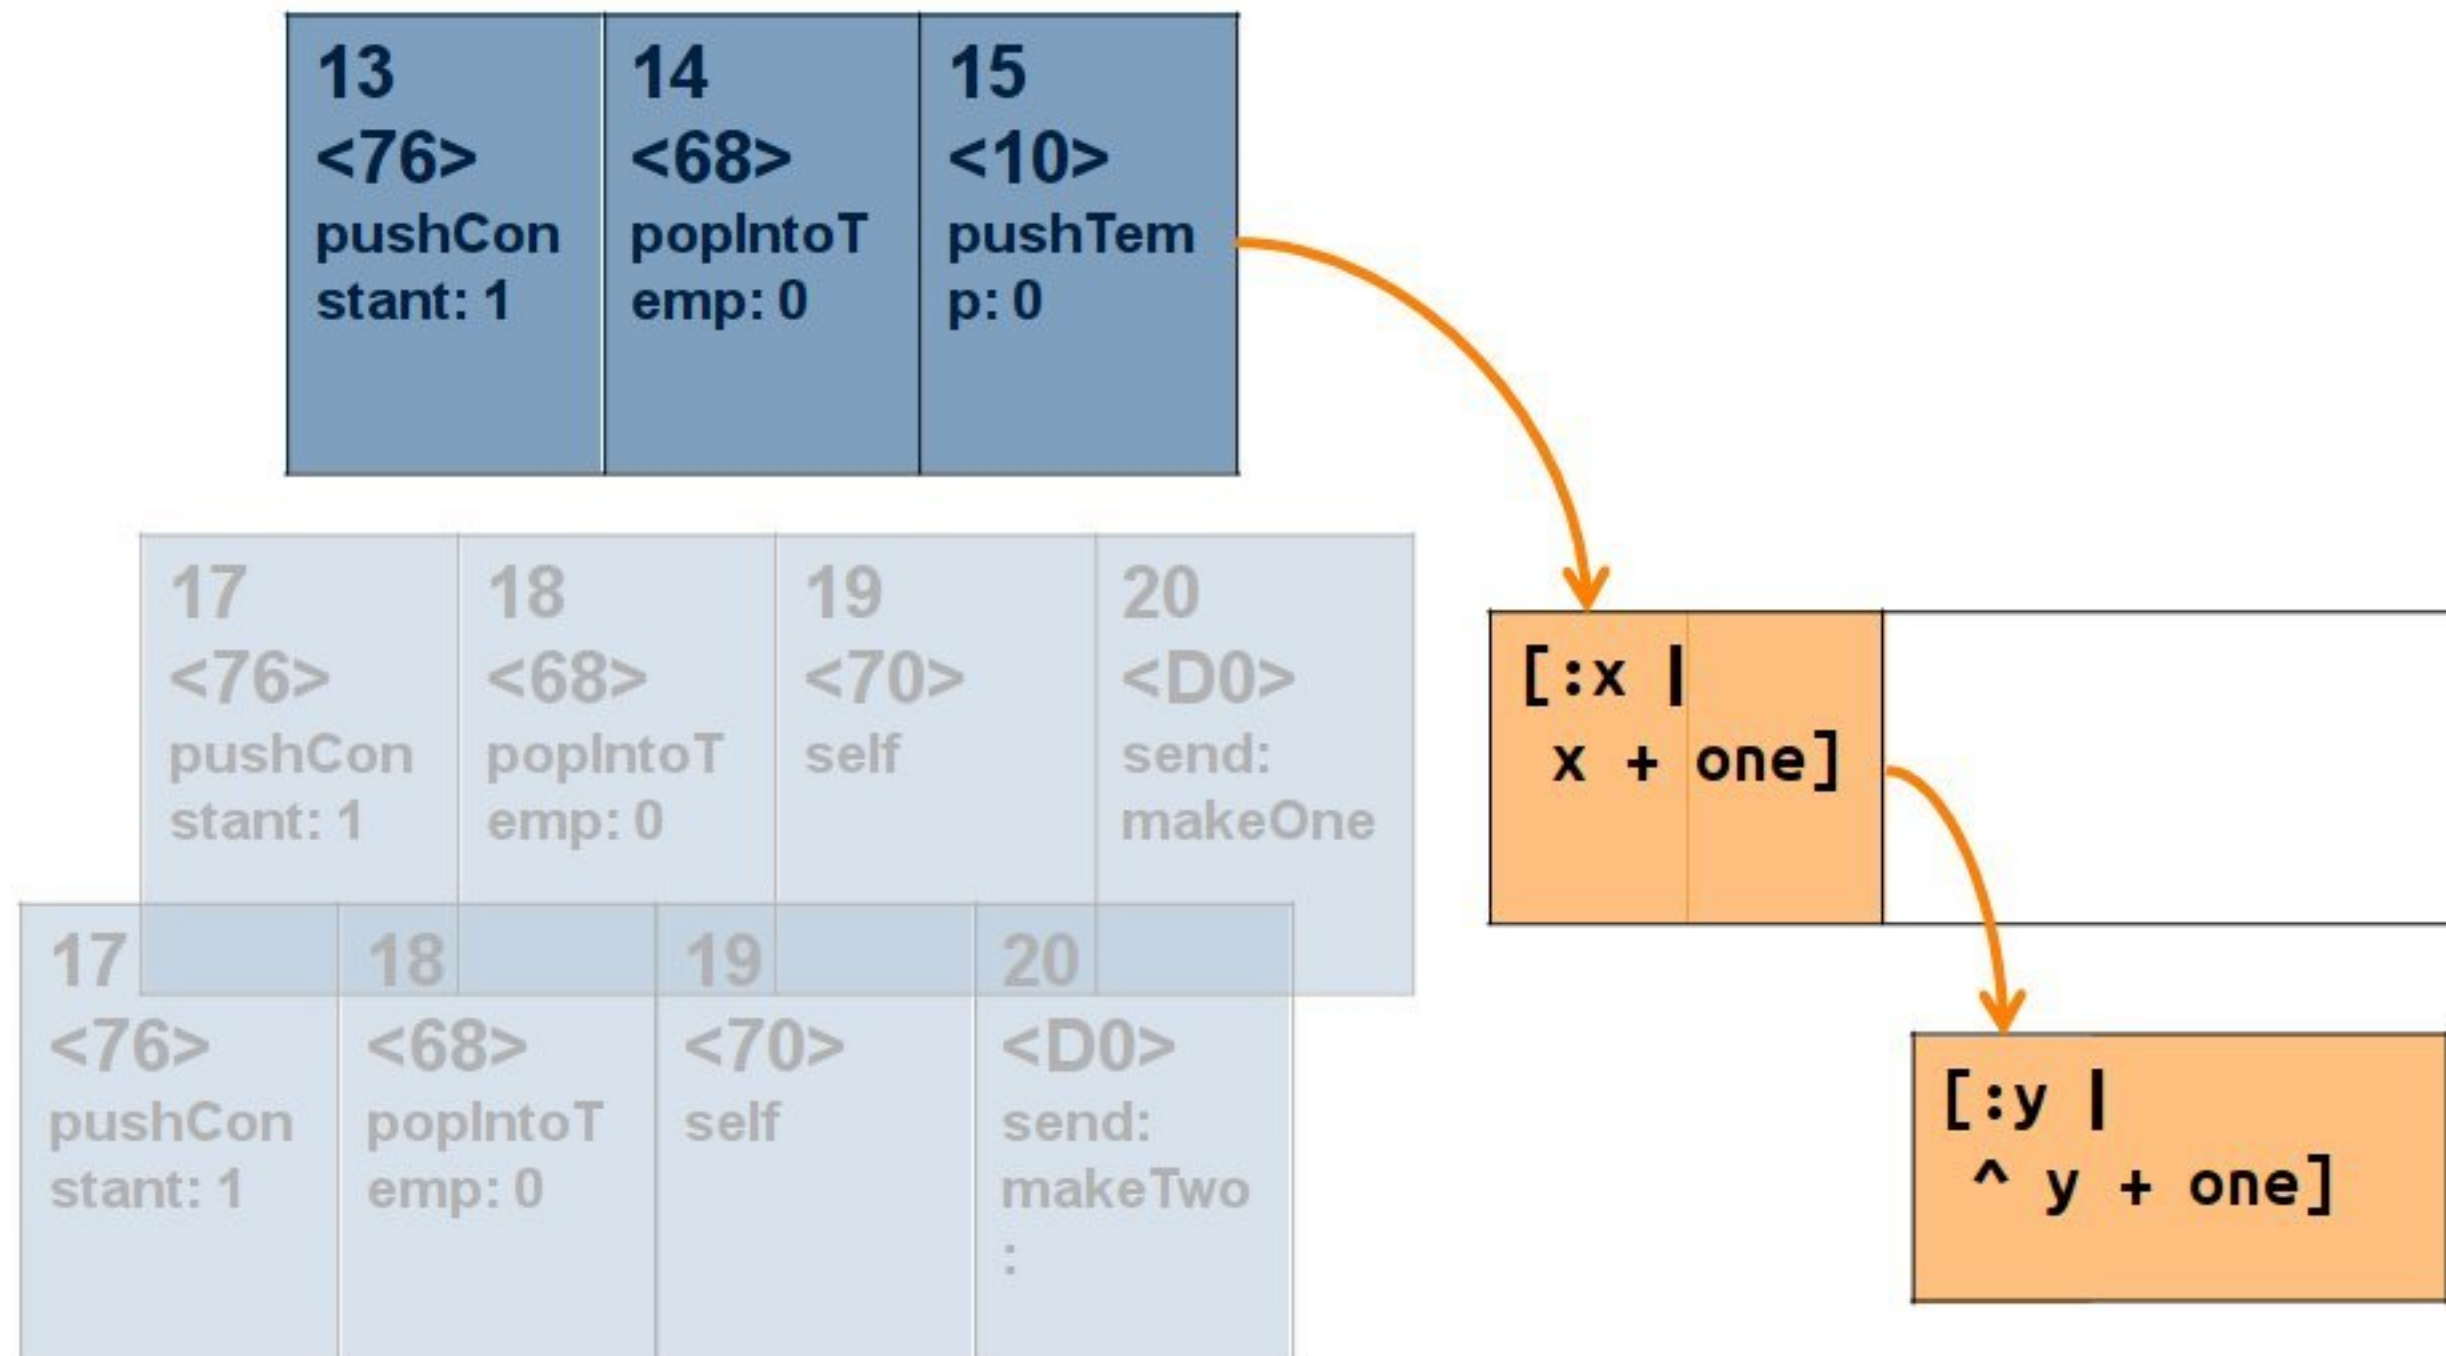 13
<76>
pushCon
stant: 1
14
<68>
popIntoT
emp: 0
15
<10>
pushTem
p: 0
17
<76>
pushCon
stant: 1
18
<68>
popIntoT
emp: 0
19
<70>
self
20
<D0>
send:
makeOne
[:x |
x + one]
17
<76>
pushCon
stant: 1
18
<68>
popIntoT
emp: 0
19
<70>
self
20
<D0>
send:
makeTwo
:
[:y |
^ y + one]